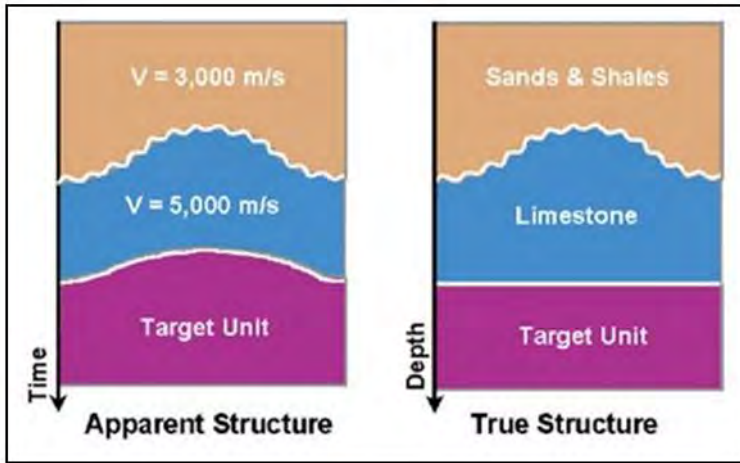 V = 3,000 m/s
V = 5,000 m/s
Target Unit
Time
Apparent Structure
Sands & Shales
Limestone
Target Unit
Depth
True Structure